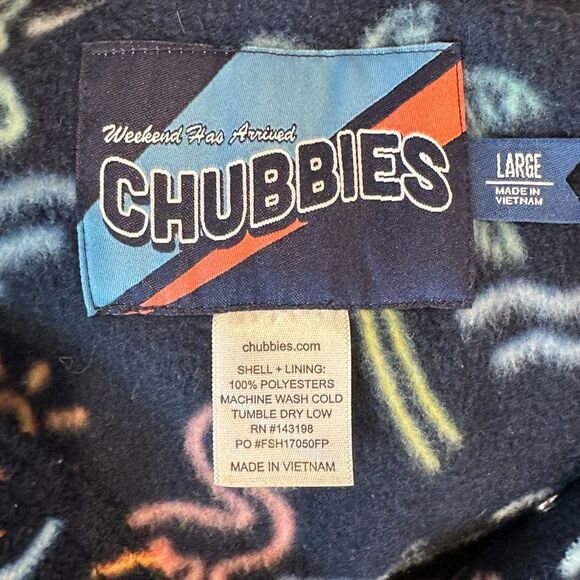 Weekend Has Arrived
CHUBBIES
LARGE
MADE IN
VIETNAM
chubbies.com
SHELL + LINING:
100% POLYESTERS
MACHINE WASH COLD
TUMBLE DRY LOW
RN #143198
PO #FSH17050FP
MADE IN VIETNAM